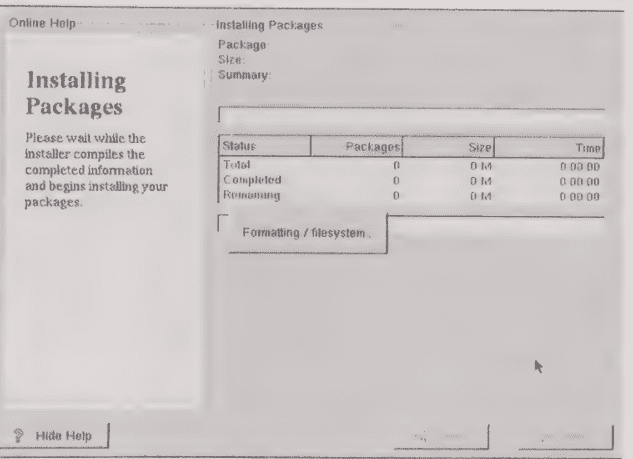 Online Help
Installing
Packages
Please wait while the
installer compiles the
completed information
and begins installing your
packages.
Hide Help
Installing Packages
Package:
Size:
Summary:
Status Packages Size Time
Total 0 0 M 0:00:00
Completed 0 0 M 0:00:00
Remaining 0 0 M 0:00:00
Formatting / filesystem..